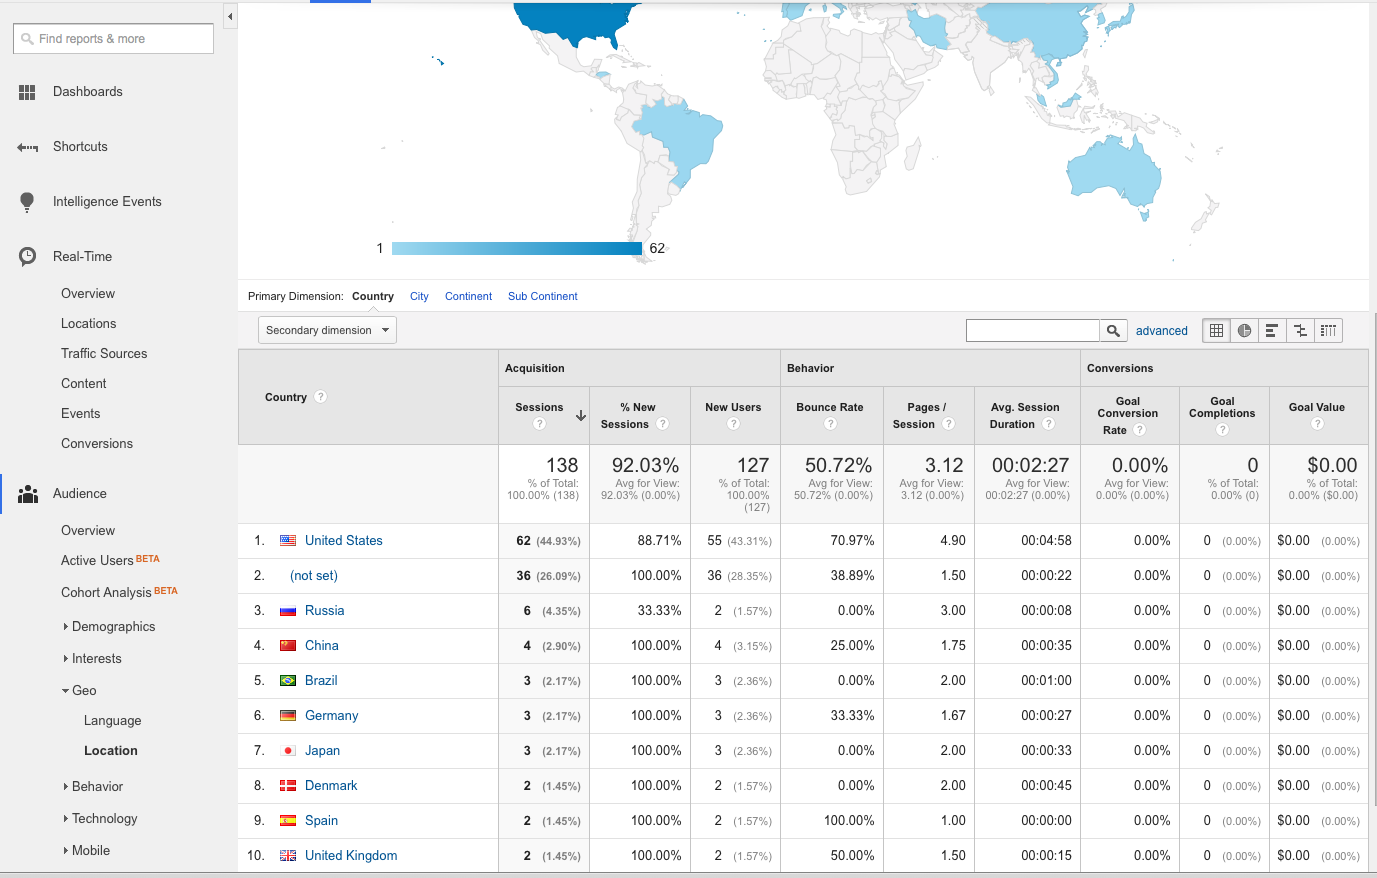 Find reports & more
Dashboards
Shortcuts
Intelligence Events
Real-Time
Overview
Locations
Traffic Sources
Content
Events
Conversions
Audience
Overview
Active Users BETA
Cohort Analysis BETA
Demographics
Interests
Geo
Language
Location
Behavior
Technology
Mobile
1 62
Primary Dimension: Country City Continent Sub Continent
Secondary dimension advanced
Country ? Acquisition Behavior Conversions
Sessions ? % New Sessions ? New Users ? Bounce Rate ? Pages / Session ? Avg. Session Duration ? Goal Conversion Rate ? Goal Completions ? Goal Value ?
138 92.03% 127 50.72% 3.12 00:02:27 0.00% 0 $0.00
% of Total: 100.00% (138) Avg for View: 92.03% (0.00%) % of Total: 100.00% (127) Avg for View: 50.72% (0.00%) Avg for View: 3.12 (0.00%) Avg for View: 00:02:27 (0.00%) Avg for View: 0.00% (0.00%) % of Total: 0.00% (0) % of Total: 0.00% ($0.00)
1. United States 62 (44.93%) 88.71% 55 (43.31%) 70.97% 4.90 00:04:58 0.00% 0 (0.00%) $0.00 (0.00%)
2. (not set) 36 (26.09%) 100.00% 36 (28.35%) 38.89% 1.50 00:00:22 0.00% 0 (0.00%) $0.00 (0.00%)
3. Russia 6 (4.35%) 33.33% 2 (1.57%) 0.00% 3.00 00:00:08 0.00% 0 (0.00%) $0.00 (0.00%)
4. China 4 (2.90%) 100.00% 4 (3.15%) 25.00% 1.75 00:00:35 0.00% 0 (0.00%) $0.00 (0.00%)
5. Brazil 3 (2.17%) 100.00% 3 (2.36%) 0.00% 2.00 00:01:00 0.00% 0 (0.00%) $0.00 (0.00%)
6. Germany 3 (2.17%) 100.00% 3 (2.36%) 33.33% 1.67 00:00:27 0.00% 0 (0.00%) $0.00 (0.00%)
7. Japan 3 (2.17%) 100.00% 3 (2.36%) 0.00% 2.00 00:00:33 0.00% 0 (0.00%) $0.00 (0.00%)
8. Denmark 2 (1.45%) 100.00% 2 (1.57%) 0.00% 2.00 00:00:45 0.00% 0 (0.00%) $0.00 (0.00%)
9. Spain 2 (1.45%) 100.00% 2 (1.57%) 100.00% 1.00 00:00:00 0.00% 0 (0.00%) $0.00 (0.00%)
10. United Kingdom 2 (1.45%) 100.00% 2 (1.57%) 50.00% 1.50 00:00:15 0.00% 0 (0.00%) $0.00 (0.00%)